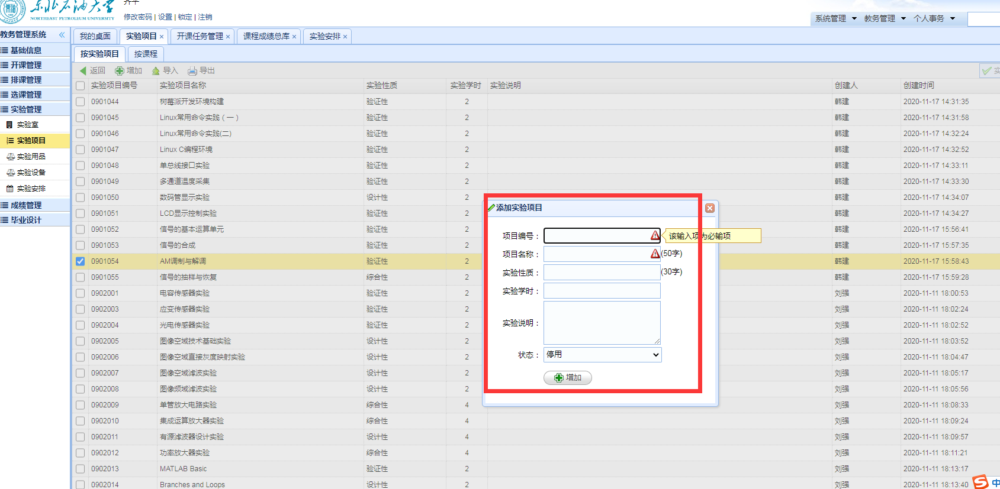 东北石油大学
NORTHEAST PETROLEUM UNIVERSITY
修改密码 | 设置 | 锁定 | 注销
系统管理 教务管理 个人事务
教务管理系统
我的桌面 实验项目 × 开课任务管理 × 课程成绩总库 × 实验安排 ×
基础信息
开课管理
排课管理
选课管理
实验管理
实验室
实验项目
实验用品
实验设备
实验安排
成绩管理
毕业设计
按实验项目 按课程
返回 增加 导入 导出 实
实验项目编号 实验项目名称 实验性质 实验学时 实验说明 创建人 创建时间
0901044 树莓派开发环境构建 验证性 2 韩建 2020-11-17 14:31:35
0901045 Linux常用命令实践（一） 验证性 2 韩建 2020-11-17 14:31:58
0901046 Linux常用命令实践(二) 验证性 2 韩建 2020-11-17 14:32:24
0901047 Linux C编程环境 验证性 2 韩建 2020-11-17 14:32:52
0901048 单总线接口实验 验证性 2 韩建 2020-11-17 14:33:11
0901049 多通道温度采集 验证性 2 韩建 2020-11-17 14:33:30
0901050 数码管显示实验 设计性 2 韩建 2020-11-17 14:34:07
0901051 LCD显示控制实验 验证性 2 韩建 2020-11-17 14:34:27
0901052 信号的基本运算单元 验证性 2 韩建 2020-11-17 15:56:41
0901053 信号的合成 验证性 2 韩建 2020-11-17 15:57:35
0901054 AM调制与解调 验证性 2 韩建 2020-11-17 15:58:43
0901055 信号的抽样与恢复 综合性 2 韩建 2020-11-17 15:59:28
0902001 电容传感器实验 验证性 2 刘强 2020-11-11 18:00:53
0902003 应变传感器实验 验证性 2 刘强 2020-11-11 18:02:24
0902004 光电传感器实验 验证性 2 刘强 2020-11-11 18:02:52
0902005 图像空域技术基础实验 设计性 2 刘强 2020-11-11 18:03:52
0902006 图像空域直接灰度映射实验 设计性 2 刘强 2020-11-11 18:04:47
0902007 图像空域滤波实验 设计性 2 刘强 2020-11-11 18:05:17
0902008 图像频域滤波实验 设计性 2 刘强 2020-11-11 18:05:56
0902009 单管放大电路实验 综合性 4 刘强 2020-11-11 18:08:33
0902010 集成运算放大器实验 综合性 4 刘强 2020-11-11 18:09:24
0902011 有源滤波器设计实验 设计性 4 刘强 2020-11-11 18:09:57
0902012 功率放大器实验 综合性 4 刘强 2020-11-11 18:11:21
0902013 MATLAB Basic 验证性 2 刘强 2020-11-11 18:13:17
0902014 Branches and Loops 验证性 2 刘强 2020-11-11 18:13:40
添加实验项目
项目编号： 该输入项为必输项
项目名称： (50字)
实验性质： (30字)
实验学时：
实验说明：
状态： 停用
增加
中